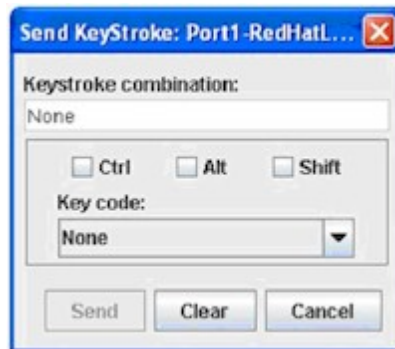 Send KeyStroke: Port1-RedHatL...
Keystroke combination:
None
Ctrl Alt Shift
Key code:
None
Send Clear Cancel